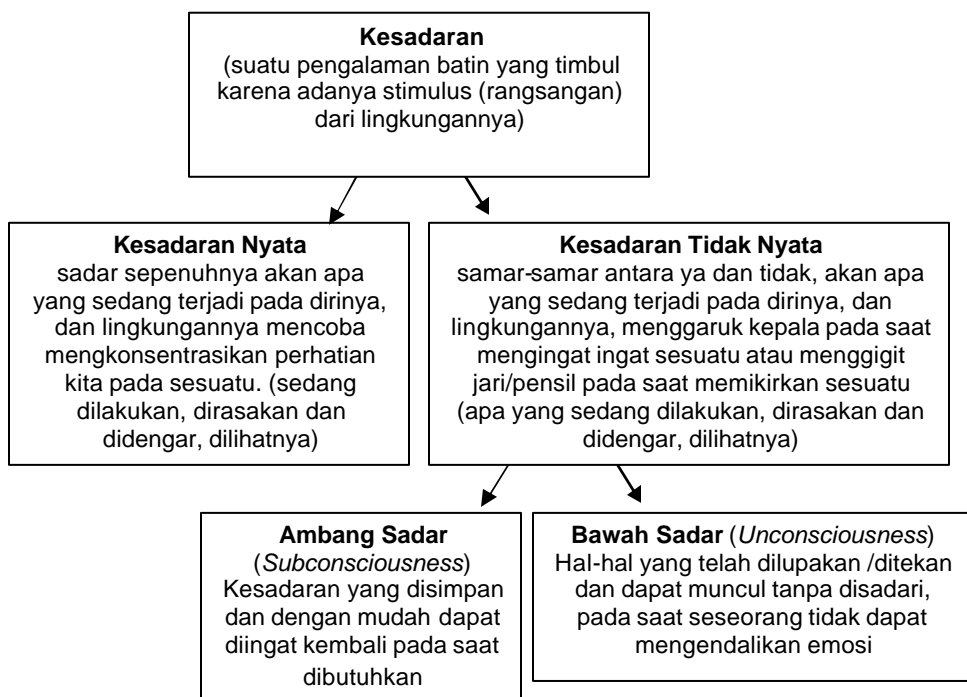 Kesadaran
(suatu pengalaman batin yang timbul
karena adanya stimulus (rangsangan)
dari lingkungannya)
Kesadaran Nyata
sadar sepenuhnya akan apa
yang sedang terjadi pada dirinya,
dan lingkungannya mencoba
mengkonsentrasikan perhatian
kita pada sesuatu. (sedang
dilakukan, dirasakan dan
didengar, dilihatnya)
Kesadaran Tidak Nyata
samar-samar antara ya dan tidak, akan apa
yang sedang terjadi pada dirinya, dan
lingkungannya, menggaruk kepala pada saat
mengingat ingat sesuatu atau menggigit
jari/pensil pada saat memikirkan sesuatu
(apa yang sedang dilakukan, dirasakan dan
didengar, dilihatnya)
Ambang Sadar
(Subconsciousness)
Kesadaran yang disimpan
dan dengan mudah dapat
diingat kembali pada saat
dibutuhkan
Bawah Sadar (Unconsciousness)
Hal-hal yang telah dilupakan /ditekan
dan dapat muncul tanpa disadari,
pada saat seseorang tidak dapat
mengendalikan emosi